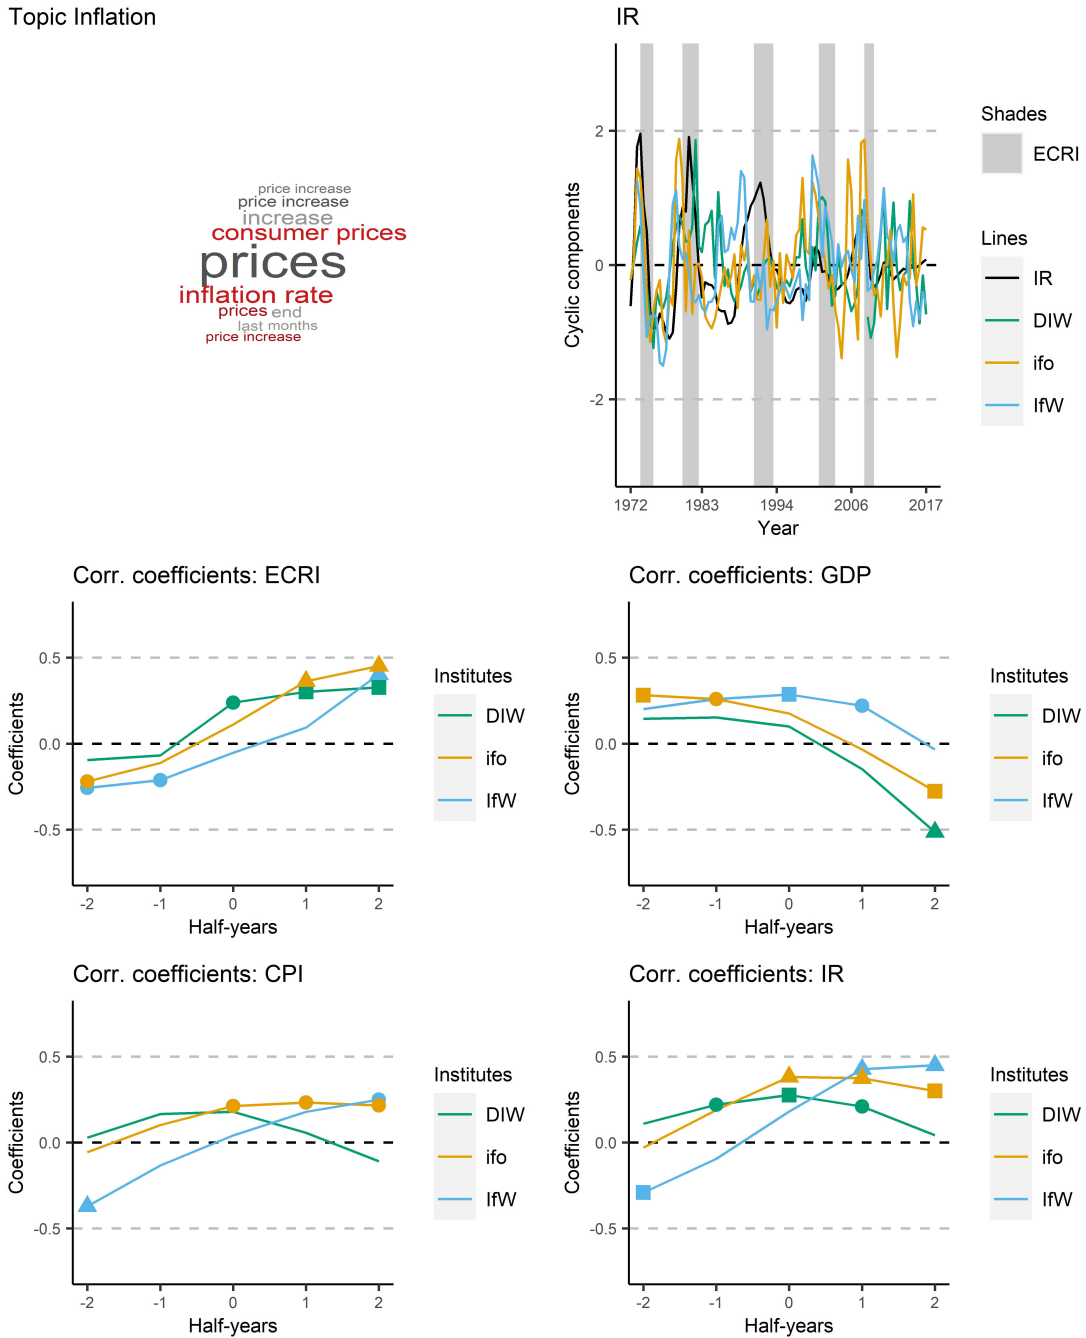 Topic Inflation
price increase
price increase
increase
consumer prices
prices
inflation rate
prices end
last months
price increase
IR
2
0
-2
Cyclic components
1972 1983 1994 2006 2017
Year
Shades
ECRI
Lines
IR
DIW
ifo
IfW
Corr. coefficients: ECRI
0.5
0.0
-0.5
Coefficients
-2 -1 0 1 2
Half-years
Institutes
DIW
ifo
IfW
Corr. coefficients: GDP
0.5
0.0
-0.5
Coefficients
-2 -1 0 1 2
Half-years
Institutes
DIW
ifo
IfW
Corr. coefficients: CPI
0.5
0.0
-0.5
Coefficients
-2 -1 0 1 2
Half-years
Institutes
DIW
ifo
IfW
Corr. coefficients: IR
0.5
0.0
-0.5
Coefficients
-2 -1 0 1 2
Half-years
Institutes
DIW
ifo
IfW